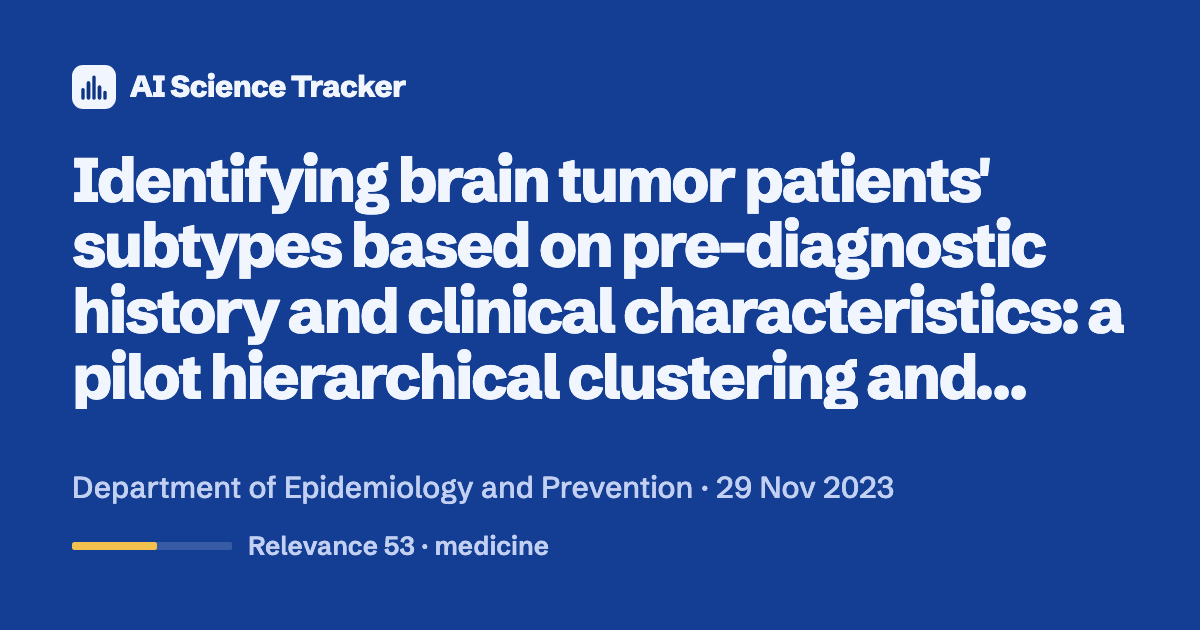 AI Science Tracker
Identifying brain tumor patients'
subtypes based on pre-diagnostic
history and clinical characteristics: a
pilot hierarchical clustering and...
Department of Epidemiology and Prevention · 29 Nov 2023
Relevance 53 · medicine